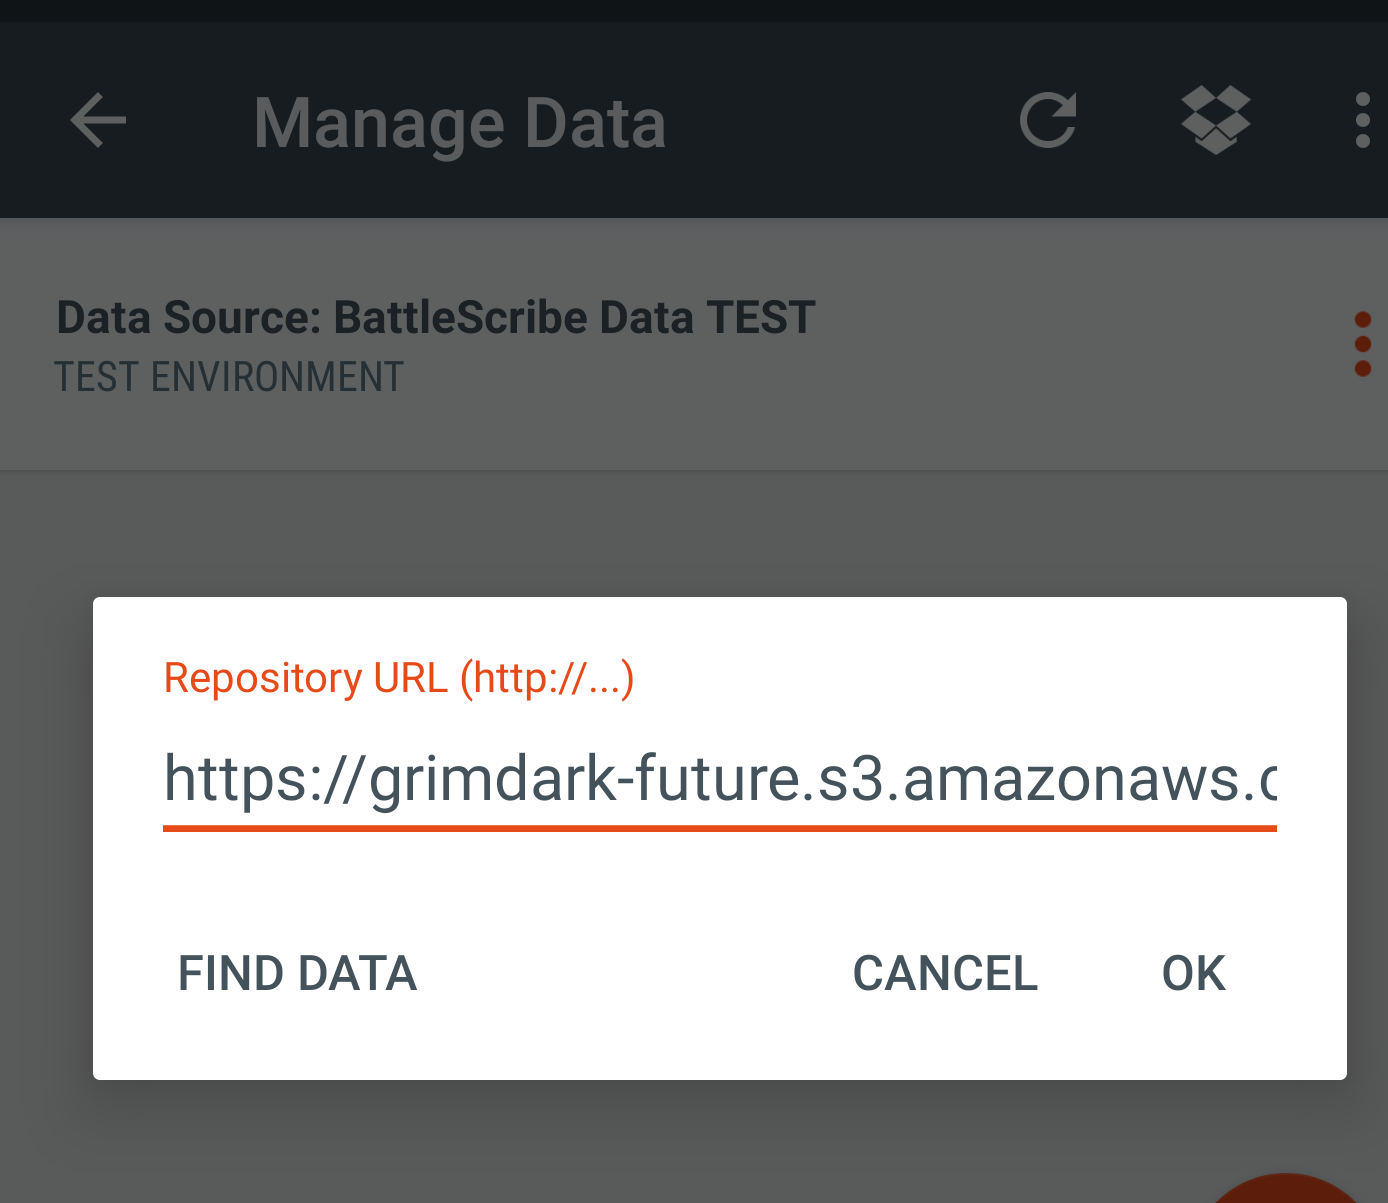 Manage Data
Data Source: BattleScribe Data TEST
TEST ENVIRONMENT
Repository URL (http://...)
https://grimdark-future.s3.amazonaws.c
FIND DATA
CANCEL
OK